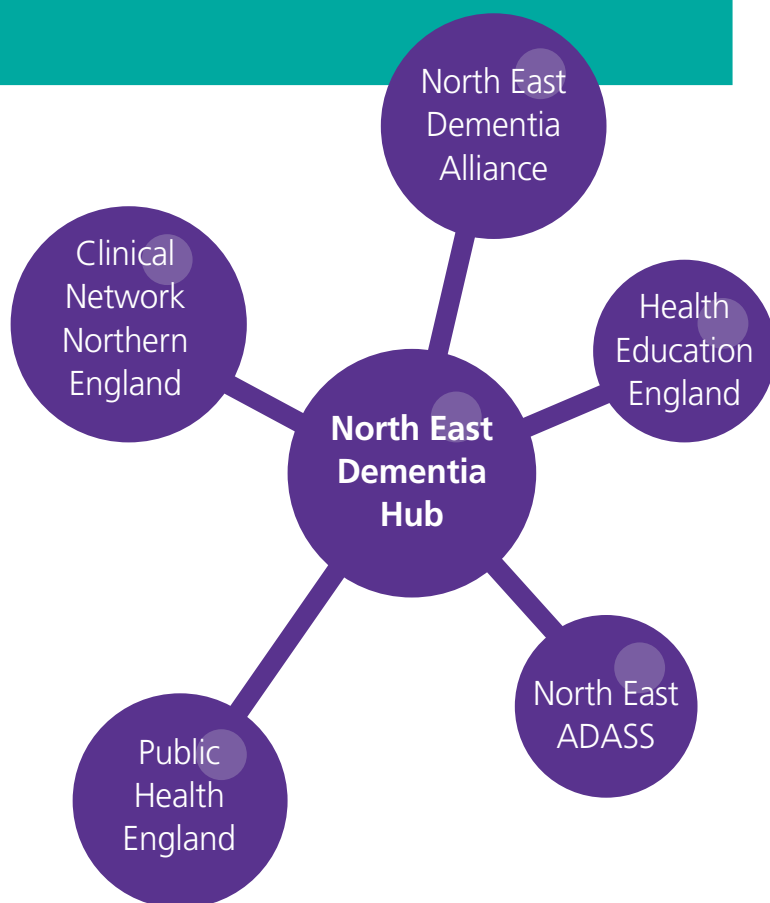 North East
Dementia
Alliance
Clinical
Network
Northern
England
Health
Education
England
North East
Dementia
Hub
North East
ADASS
Public
Health
England